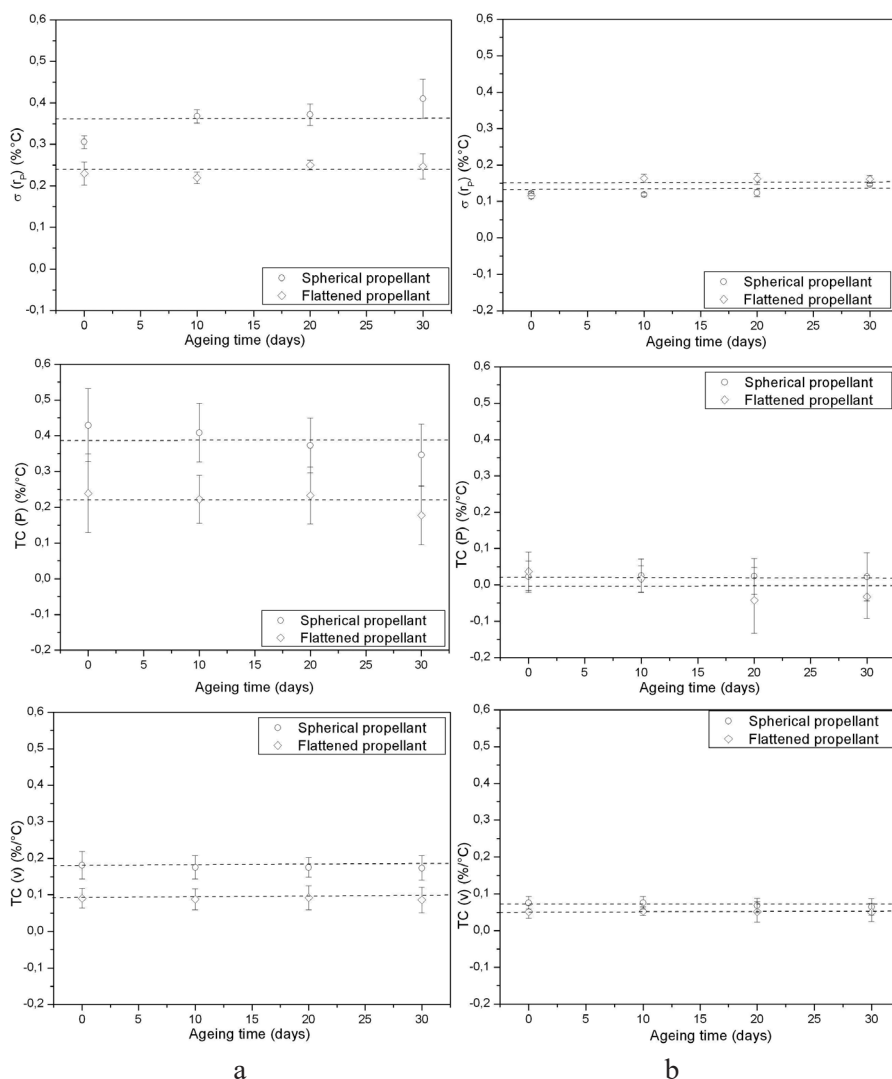 σ (r_P) (%°C)
0,6
0,5
0,4
0,3
0,2
0,1
0,0
-0,1
Spherical propellant
Flattened propellant
0 5 10 15 20 25 30
Ageing time (days)
σ (r_P) (%°C)
0,6
0,5
0,4
0,3
0,2
0,1
0,0
-0,1
-0,2
Spherical propellant
Flattened propellant
0 5 10 15 20 25 30
Ageing time (days)
TC (P) (%/°C)
0,6
0,5
0,4
0,3
0,2
0,1
0,0
-0,1
-0,2
Spherical propellant
Flattened propellant
0 5 10 15 20 25 30
Ageing time (days)
TC (P) (%/°C)
0,6
0,5
0,4
0,3
0,2
0,1
0,0
-0,1
-0,2
Spherical propellant
Flattened propellant
0 5 10 15 20 25 30
Ageing time (days)
TC (v) (%/°C)
0,6
0,5
0,4
0,3
0,2
0,1
0,0
-0,1
-0,2
Spherical propellant
Flattened propellant
0 5 10 15 20 25 30
Ageing time (days)
TC (v) (%/°C)
0,6
0,5
0,4
0,3
0,2
0,1
0,0
-0,1
-0,2
Spherical propellant
Flattened propellant
0 5 10 15 20 25 30
Ageing time (days)
a
b